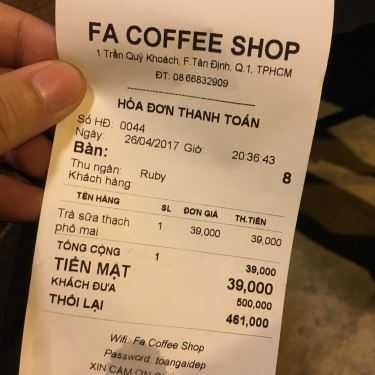 FA COFFEE SHOP
1 Trần Quý Khoách, F.Tân Định, Q.1, TPHCM
ĐT: 0866832909
HÓA ĐƠN THANH TOÁN
Số HĐ: 0044
Ngày: 26/04/2017 Giờ: 20:36:43
Bàn: 8
Thu ngân: Ruby
Khách hàng
TÊN HÀNG SL ĐƠN GIÁ TH.TIỀN
Trà sữa thạch 1 39,000 39,000
phô mai
TỔNG CỘNG 1 39,000
TIỀN MẶT 39,000
KHÁCH ĐƯA 500,000
THỐI LẠI 461,000
Wifi: Fa Coffee Shop
Password: toangaidep
XIN CÁM ƠN